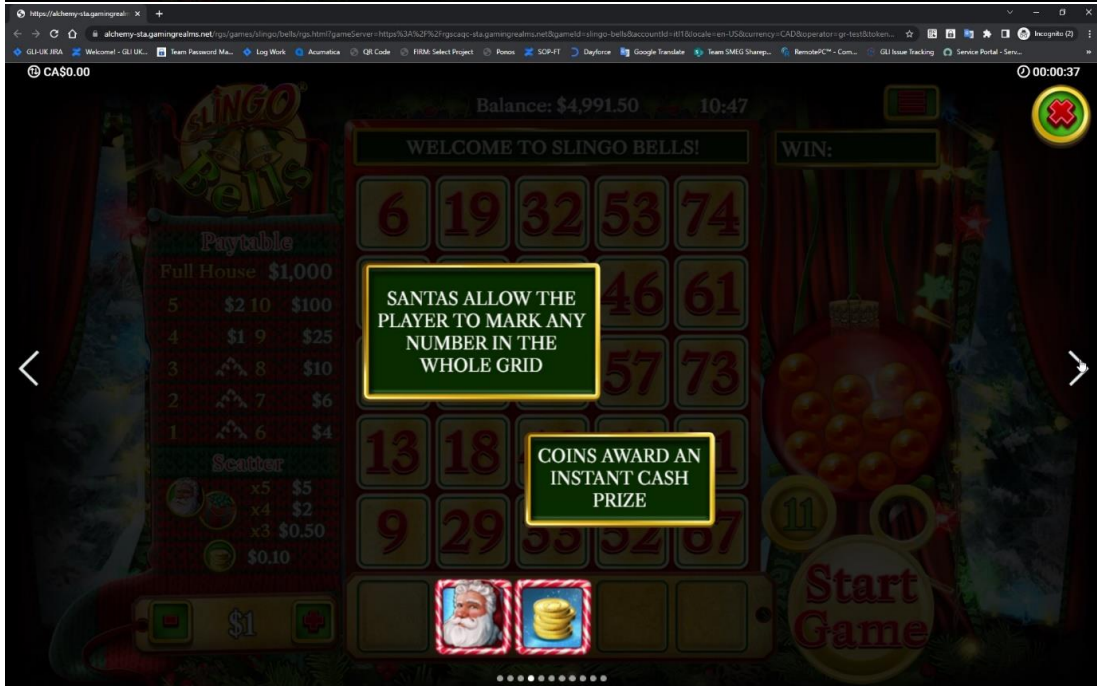 https://alchemy-sta.gamingrealm
alchemy-sta.gamingrealms.net/rgs/games/slingo/bells/rgs.html?gameServer=https%3A%2F%2Frgscaqc-sta.gamingrealms.net&gameId=slingo-bells&accountId=itl1&locale=en-US&currency=CAD&operator=gr-test&token...
Incognito (2)
GLI-UK JIRA
Welcome! - GLI UK...
Team Password Ma...
Log Work
Acumatica
QR Code
FIRM: Select Project
Ponos
SOP-FT
Dayforce
Google Translate
Team SMEG Sharep...
RemotePC™ - Com...
GLI Issue Tracking
Service Portal - Serv...
CA$0.00
00:00:37
SLINGO
Bells
Balance: $4,991.50
10:47
WELCOME TO SLINGO BELLS!
WIN:
6 19 32 53 74
Paytable
Full House $1,000
5 $2 10 $100
4 $1 9 $25
3 8 $10
2 7 $6
1 6 $4
46 61
SANTAS ALLOW THE
PLAYER TO MARK ANY
NUMBER IN THE
WHOLE GRID
57 73
13 18
COINS AWARD AN
INSTANT CASH
PRIZE
Scatter
x5 $5
x4 $2
x3 $0.50
$0.10
9 29 52 67
11
$1
Start
Game